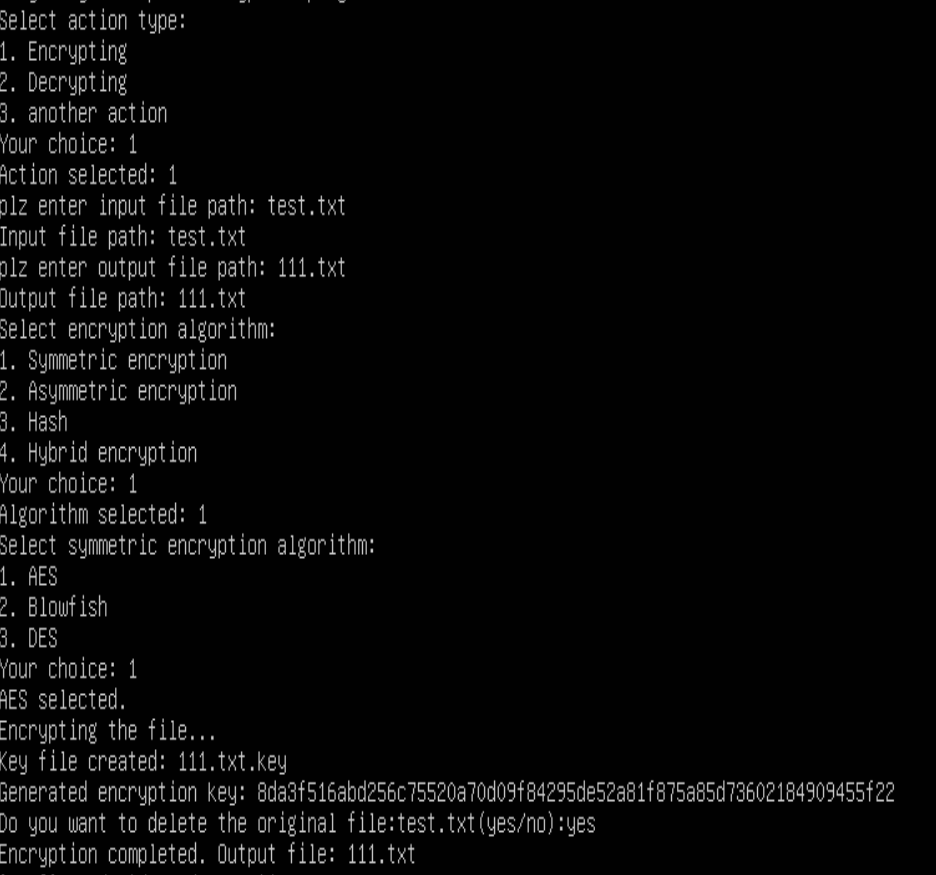 Select action type:
1. Encrypting
2. Decrypting
3. another action
Your choice: 1
Action selected: 1
plz enter input file path: test.txt
Input file path: test.txt
plz enter output file path: 111.txt
Output file path: 111.txt
Select encryption algorithm:
1. Symmetric encryption
2. Asymmetric encryption
3. Hash
4. Hybrid encryption
Your choice: 1
Algorithm selected: 1
Select symmetric encryption algorithm:
1. AES
2. Blowfish
3. DES
Your choice: 1
AES selected.
Encrypting the file...
Key file created: 111.txt.key
Generated encryption key: 8da3f516abd256c75520a70d09f84295de52a81f875a85d73602184909455f22
Do you want to delete the original file:test.txt(yes/no):yes
Encryption completed. Output file: 111.txt